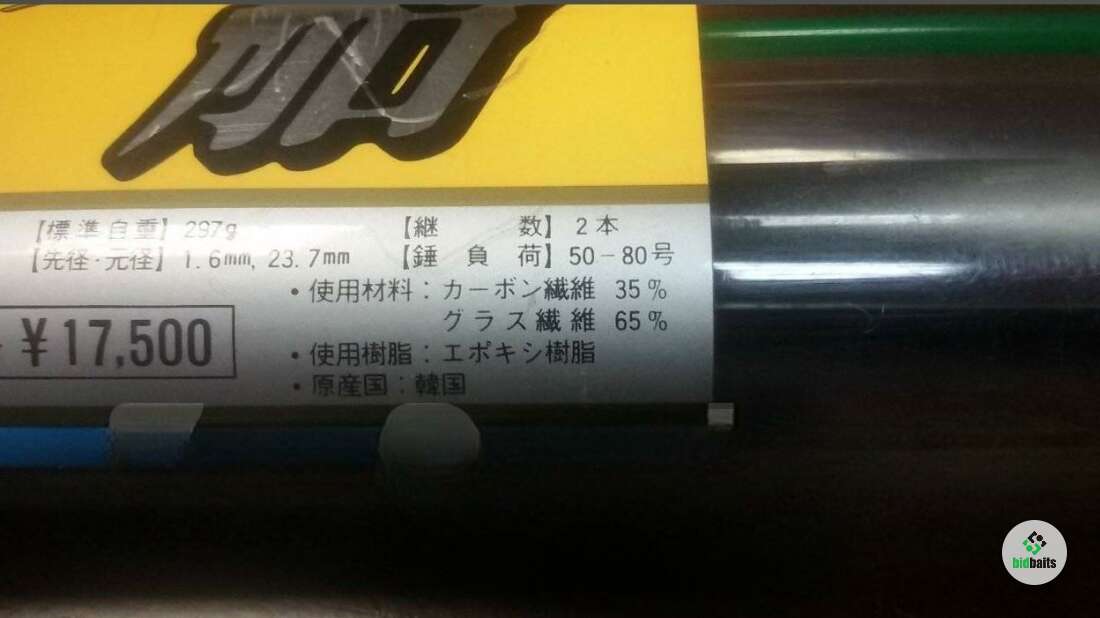 船
【標準自重】 297g 【継 数】 2本
【先径・元径】 1.6mm, 23.7mm 【錘 負 荷】 50-80号
・使用材料：カーボン繊維 35%
グラス繊維 65%
¥17,500
・使用樹脂：エポキシ樹脂
・原産国：韓国
bidbaits